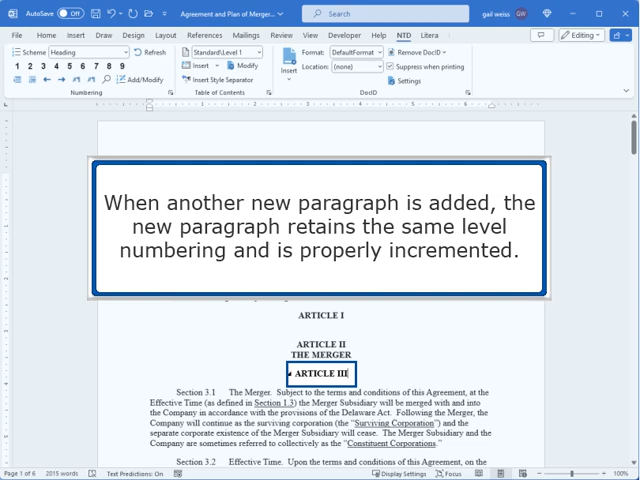 AutoSave Off Agreement and Plan of Merger... Search gail weiss GW
File Home Insert Draw Design Layout References Mailings Review View Developer Help NTD Litera Editing
Scheme Heading Refresh Standard\Level 1 Format: DefaultFormat Remove DocID
1 2 3 4 5 6 7 8 9 Insert Modify Insert Location: (none) Suppress when printing
Add/Modify Insert Style Separator Settings
Numbering Table of Contents DocID
When another new paragraph is added, the
new paragraph retains the same level
numbering and is properly incremented.
ARTICLE I
ARTICLE II
THE MERGER
ARTICLE III
Section 3.1 The Merger. Subject to the terms and conditions of this Agreement, at the
Effective Time (as defined in Section 1.3) the Merger Subsidiary will be merged with and into
the Company in accordance with the provisions of the Delaware Act. Following the Merger, the
Company will continue as the surviving corporation (the "Surviving Corporation") and the
separate corporate existence of the Merger Subsidiary will cease. The Merger Subsidiary and the
Company are sometimes referred to collectively as the "Constituent Corporations."
Section 3.2 Effective Time. Upon the terms and conditions of this Agreement, on the
Page 1 of 6 2015 words Text Predictions: On Display Settings Focus 100%